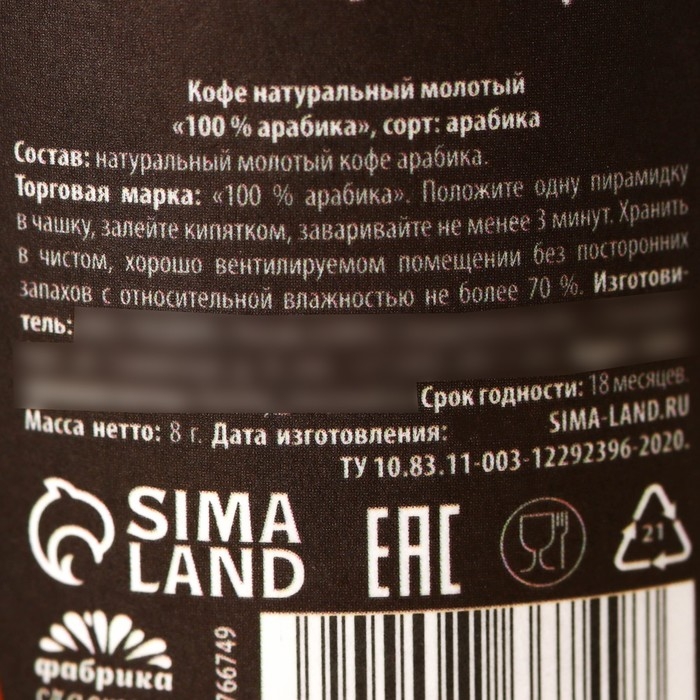 Кофе натуральный молотый
«100 % арабика», сорт: арабика
Состав: натуральный молотый кофе арабика.
Торговая марка: «100 % арабика». Положите одну пирамидку
в чашку, залейте кипятком, заваривайте не менее 3 минут. Хранить
в чистом, хорошо вентилируемом помещении без посторонних
запахов с относительной влажностью не более 70 %. Изготови-
тель:
Срок годности: 18 месяцев.
Масса нетто: 8 г. Дата изготовления: SIMA-LAND.RU
ТУ 10.83.11-003-12292396-2020.
SIMA
LAND
EAC
21
фабрика
766749